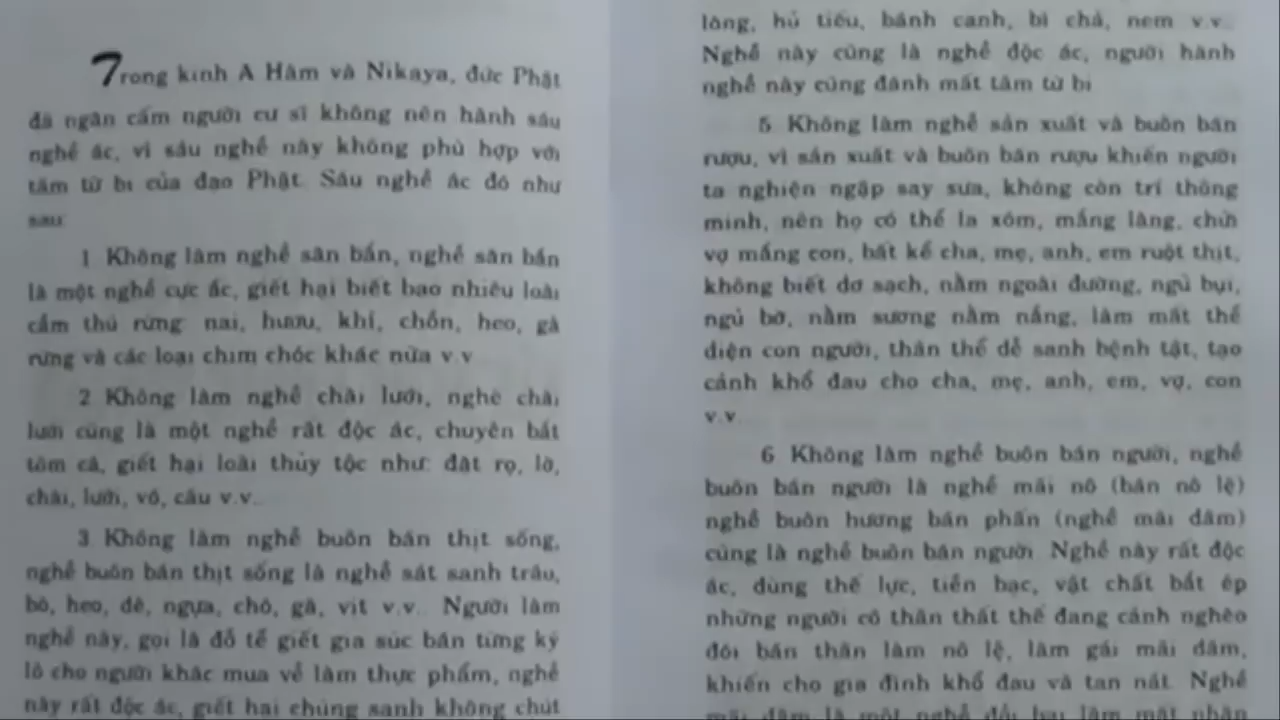 Trong kinh A Hàm và Nikaya, đức Phật
đã ngăn cấm người cư sĩ không nên hành sáu
nghề ác, vì sáu nghề này không phù hợp với
tâm từ bi của đạo Phật. Sáu nghề ác đó như
sau:
1. Không làm nghề săn bắn, nghề săn bắn
là một nghề cực ác, giết hại biết bao nhiêu loài
cầm thú rừng: nai, hươu, khỉ, chồn, heo, gà
rừng và các loại chim chóc khác nữa v.v...
2. Không làm nghề chài lưới, nghề chài
lưới cũng là một nghề rất độc ác, chuyên bắt
tôm cá, giết hại loài thủy tộc như: đặt rọ, lờ,
chài, lưới, vó, câu v.v...
3. Không làm nghề buôn bán thịt sống,
nghề buôn bán thịt sống là nghề sát sanh trâu,
bò, heo, dê, ngựa, chó, gà, vịt v.v... Người làm
nghề này, gọi là đồ tể giết gia súc bán từng ký
lô cho người khác mua về làm thực phẩm, nghề
này rất độc ác, giết hại chúng sanh không chút
lòng, hủ tiếu, bánh canh, bì chả, nem v.v...
Nghề này cũng là nghề độc ác, người hành
nghề này cũng đánh mất tâm từ bi.
5. Không làm nghề sản xuất và buôn bán
rượu, vì sản xuất và buôn bán rượu khiến người
ta nghiện ngập say sưa, không còn trí thông
minh, nên họ có thể la xóm, mắng làng, chửi
vợ mắng con, bất kể cha, mẹ, anh, em ruột thịt,
không biết dơ sạch, nằm ngoài đường, ngủ bụi,
ngủ bờ, nằm sương nằm nắng, làm mất thể
diện con người, thân thể dễ sanh bệnh tật, tạo
cảnh khổ đau cho cha, mẹ, anh, em, vợ, con
v.v...
6. Không làm nghề buôn bán người, nghề
buôn bán người là nghề mãi nô (bán nô lệ)
nghề buôn hương bán phấn (nghề mãi dâm)
cũng là nghề buôn bán người. Nghề này rất độc
ác, dùng thế lực, tiền bạc, vật chất bắt ép
những người cô thân thất thế đang cảnh nghèo
đói bán thân làm nô lệ, làm gái mãi dâm,
khiến cho gia đình khổ đau và tan nát. Nghề
mãi dâm là một nghề đồi bại làm mất nhân